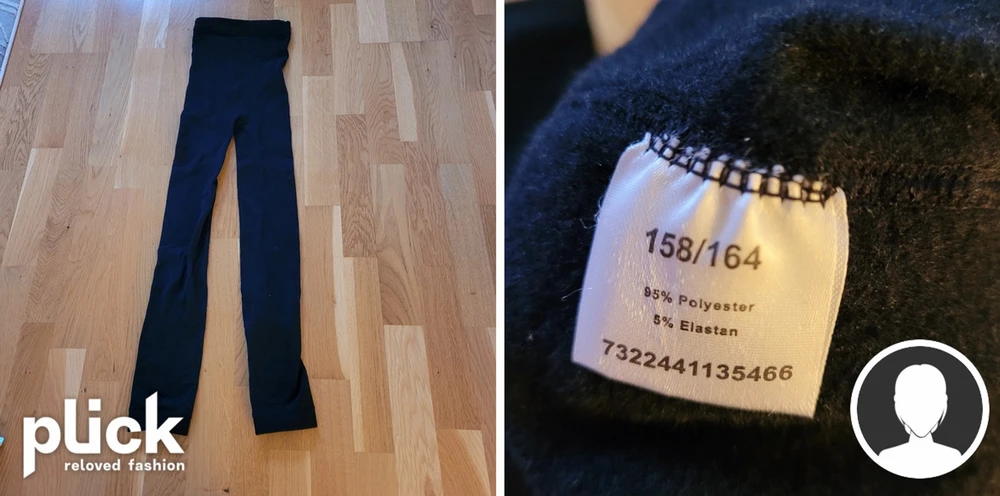 plick
reloved fashion
158/164
95% Polyester
5% Elastan
7322441135466